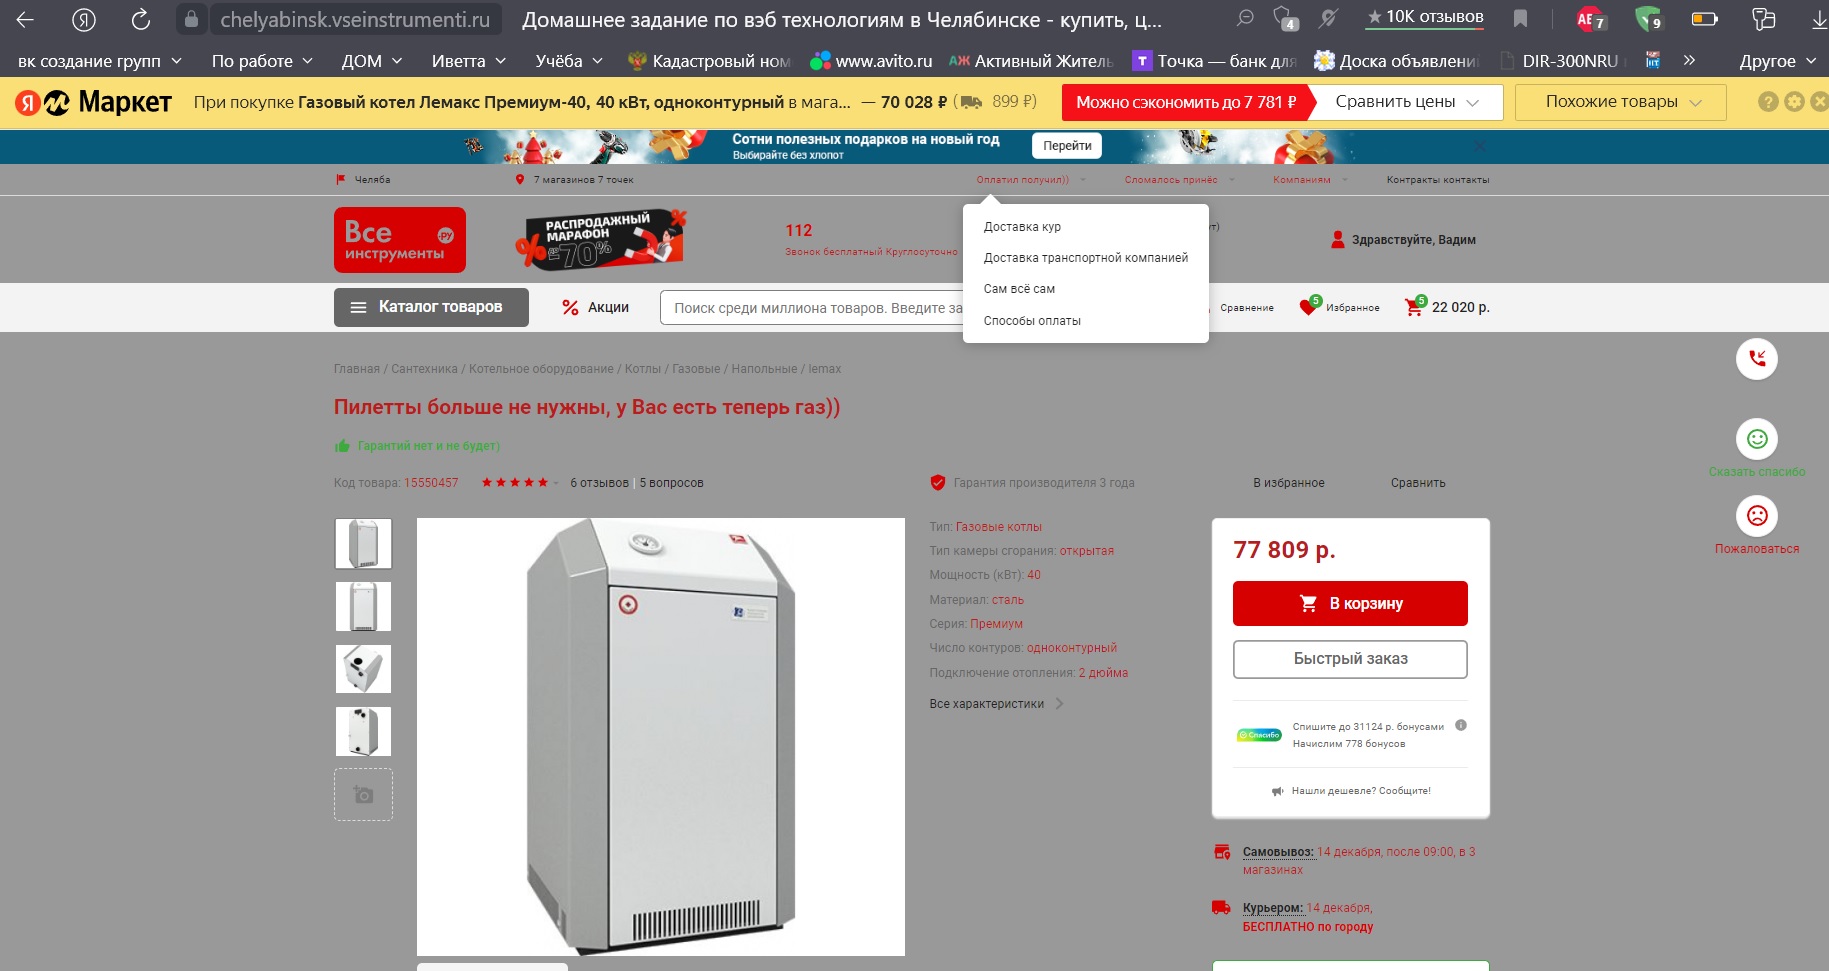 chelyabinsk.vseinstrumenti.ru
Домашнее задание по вэб технологиям в Челябинске - купить, ц...
4
★ 10K отзывов
ABP 7
9
вк создание групп
По работе
ДОМ
Иветта
Учёба
Кадастровый ном
www.avito.ru
АЖ Активный Житель
Т Точка — банк для
Доска объявлени
DIR-300NRU
»
Другое
Я М Маркет
При покупке Газовый котел Лемакс Премиум-40, 40 кВт, одноконтурный в мага... — 70 028 ₽ ( 899 ₽)
Можно сэкономить до 7 781 ₽
Сравнить цены
Похожие товары
?
Сотни полезных подарков на новый год
Выбирайте без хлопот
Перейти
Челяба
7 магазинов 7 точек
Оплатил получил))
Сломалось принёс
Компаниям
Контракты контакты
Все
инструменты
.ру
РАСПРОДАЖНЫЙ
МАРАФОН
% ДО -70% %
112
Звонок бесплатный Круглосуточно
Доставка кур
Доставка транспортной компанией
Сам всё сам
Способы оплаты
Здравствуйте, Вадим
Каталог товаров
% Акции
Поиск среди миллиона товаров. Введите за
Сравнение
5
Избранное
5
22 020 р.
Главная / Сантехника / Котельное оборудование / Котлы / Газовые / Напольные / lemax
Пилетты больше не нужны, у Вас есть теперь газ))
Гарантий нет и не будет)
Код товара: 15550457
6 отзывов | 5 вопросов
Гарантия производителя 3 года
В избранное
Сравнить
Сказать спасибо
Пожаловаться
Тип: Газовые котлы
Тип камеры сгорания: открытая
Мощность (кВт): 40
Материал: сталь
Серия: Премиум
Число контуров: одноконтурный
Подключение отопления: 2 дюйма
Все характеристики
77 809 р.
В корзину
Быстрый заказ
Спасибо
Спишите до 31124 р. бонусами
Начислим 778 бонусов
Нашли дешевле? Сообщите!
Самовывоз: 14 декабря, после 09:00, в 3
магазинах
Курьером: 14 декабря,
БЕСПЛАТНО по городу